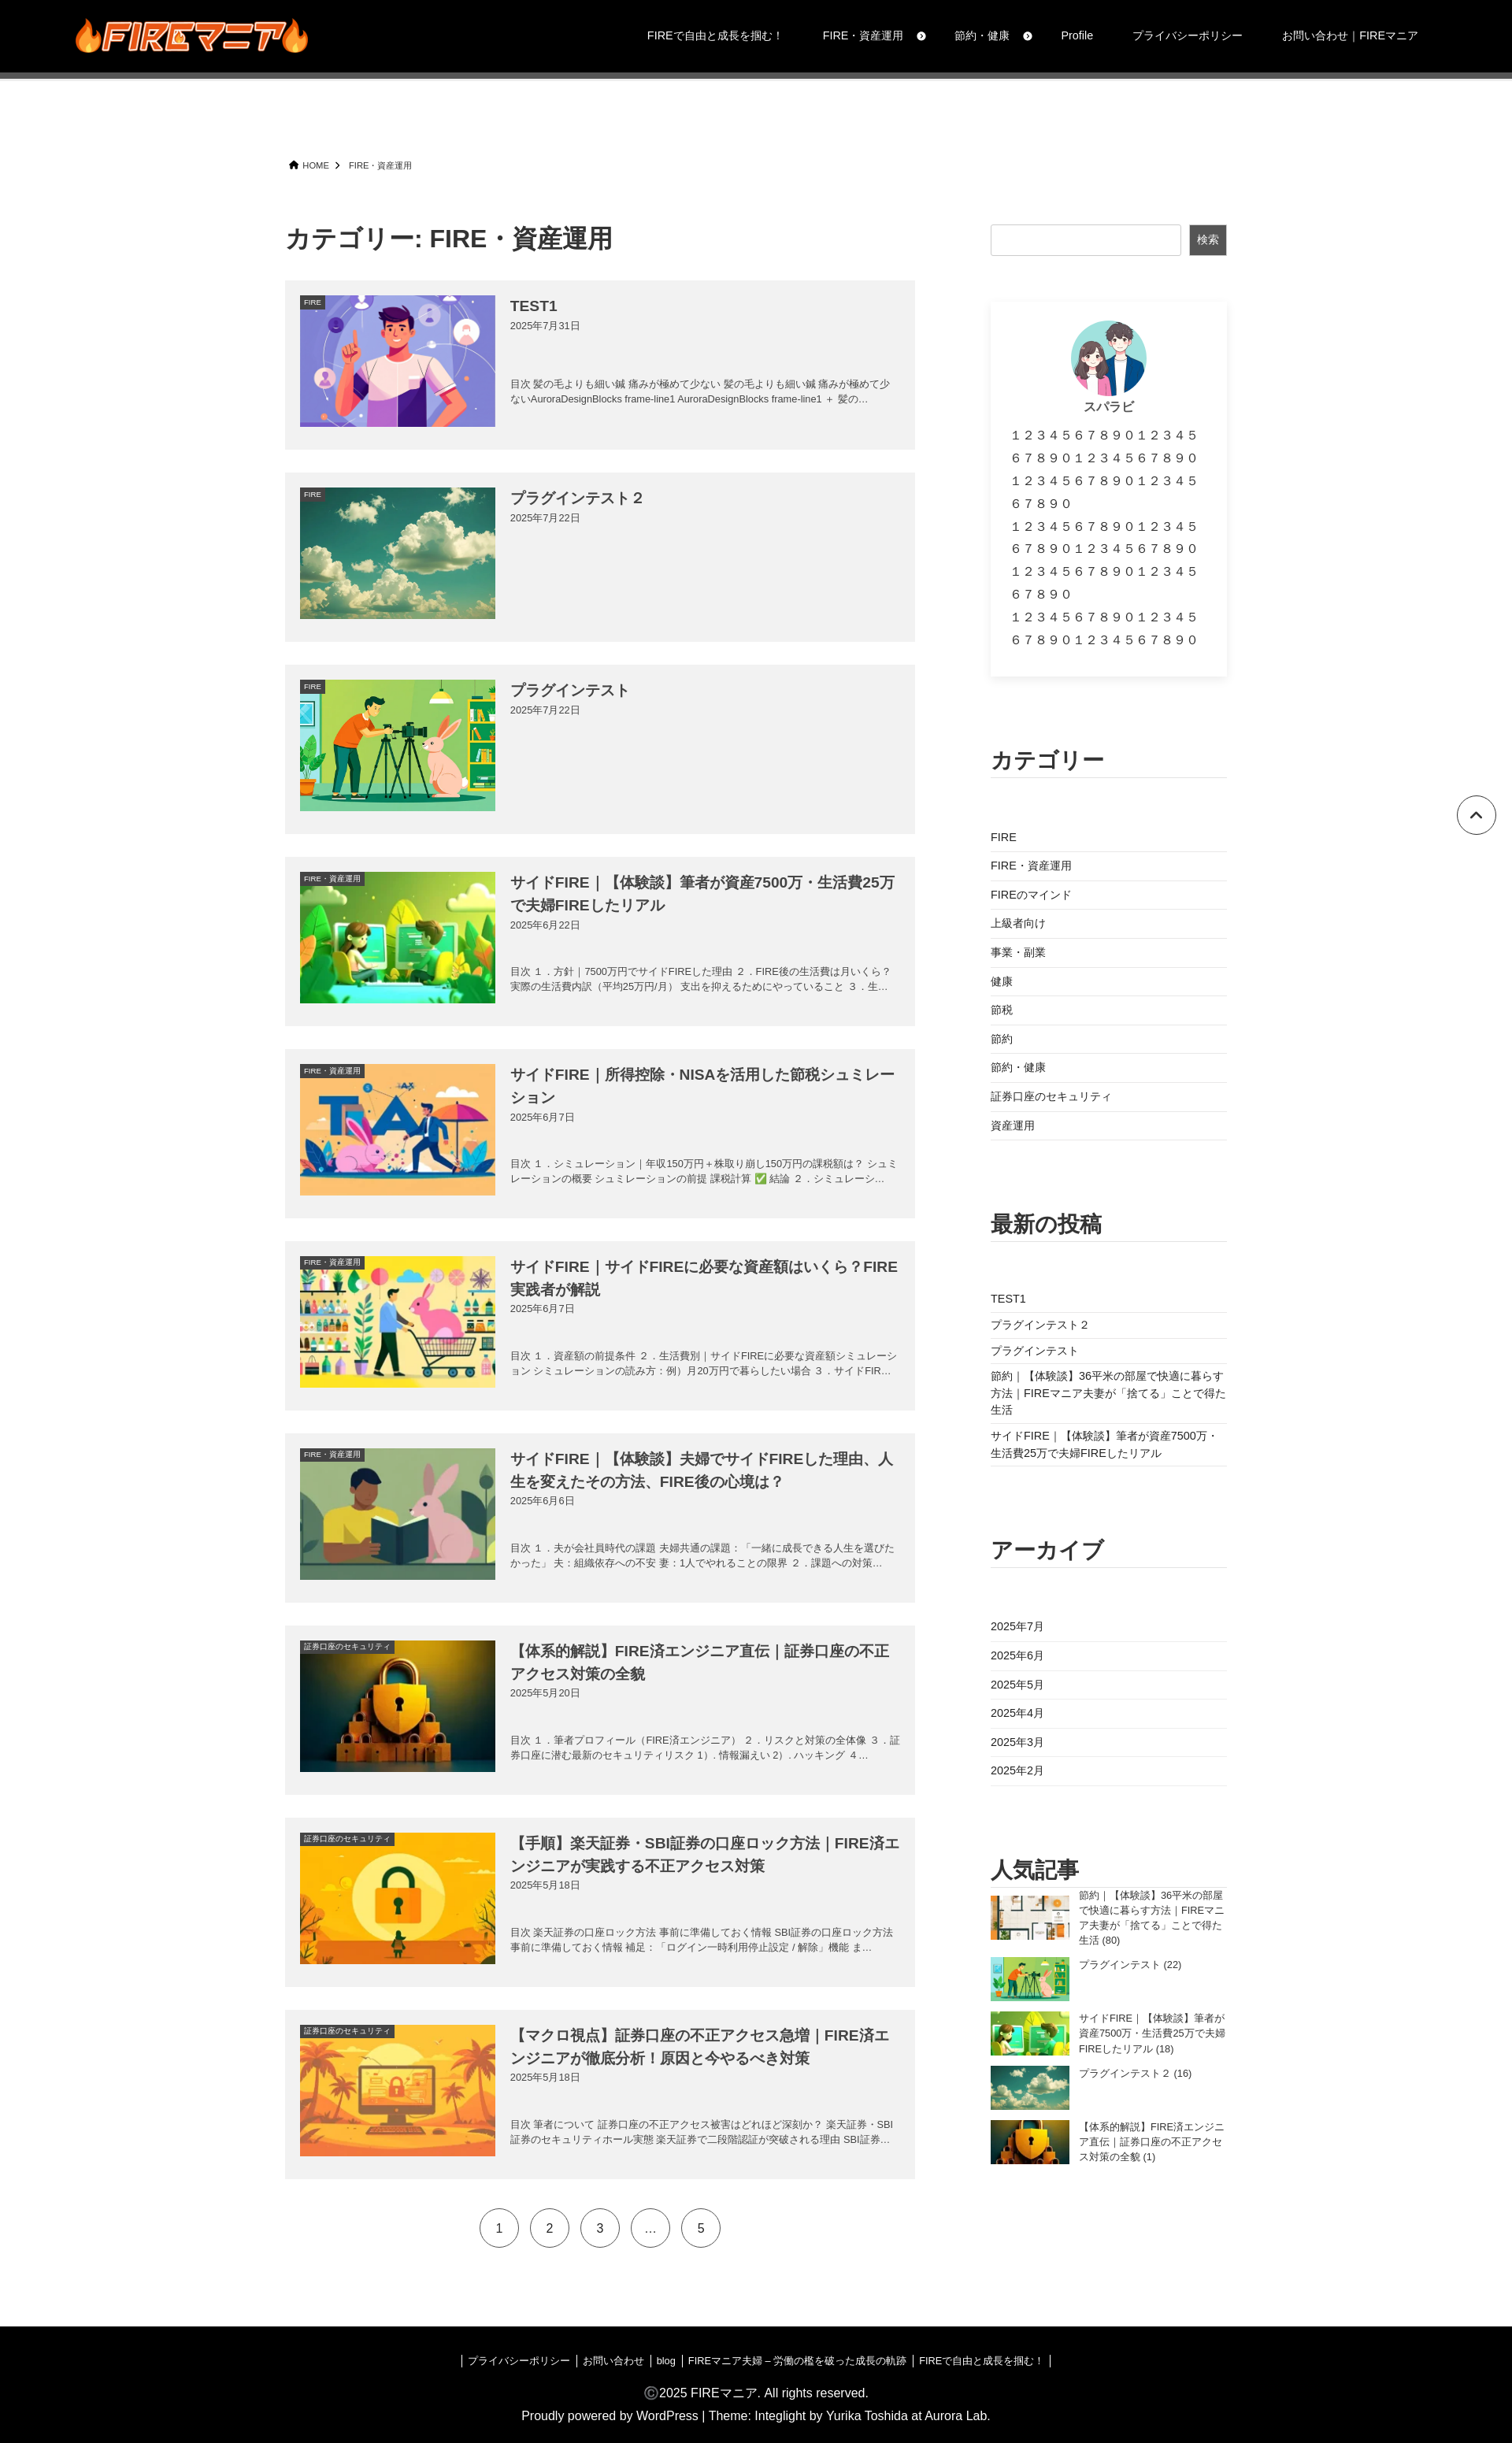 FIREマニア
FIREで自由と成長を掴む！
FIRE・資産運用
節約・健康
Profile
プライバシーポリシー
お問い合わせ｜FIREマニア
HOME
FIRE・資産運用
カテゴリー: FIRE・資産運用
FIRE
TEST1
2025年7月31日
目次 髪の毛よりも細い鍼 痛みが極めて少ない 髪の毛よりも細い鍼 痛みが極めて少
ないAuroraDesignBlocks frame-line1 AuroraDesignBlocks frame-line1 ＋ 髪の…
FIRE
プラグインテスト２
2025年7月22日
FIRE
プラグインテスト
2025年7月22日
FIRE・資産運用
サイドFIRE｜【体験談】筆者が資産7500万・生活費25万
で夫婦FIREしたリアル
2025年6月22日
目次 １．方針｜7500万円でサイドFIREした理由 ２．FIRE後の生活費は月いくら？
実際の生活費内訳（平均25万円/月） 支出を抑えるためにやっていること ３．生…
FIRE・資産運用
サイドFIRE｜所得控除・NISAを活用した節税シュミレー
ション
2025年6月7日
目次 １．シミュレーション｜年収150万円＋株取り崩し150万円の課税額は？ シュミ
レーションの概要 シュミレーションの前提 課税計算 ✅ 結論 ２．シミュレーシ…
FIRE・資産運用
サイドFIRE｜サイドFIREに必要な資産額はいくら？FIRE
実践者が解説
2025年6月7日
目次 １．資産額の前提条件 ２．生活費別｜サイドFIREに必要な資産額シミュレーシ
ョン シミュレーションの読み方：例）月20万円で暮らしたい場合 ３．サイドFIR…
FIRE・資産運用
サイドFIRE｜【体験談】夫婦でサイドFIREした理由、人
生を変えたその方法、FIRE後の心境は？
2025年6月6日
目次 １．夫が会社員時代の課題 夫婦共通の課題：「一緒に成長できる人生を選びた
かった」 夫：組織依存への不安 妻：1人でやれることの限界 ２．課題への対策…
証券口座のセキュリティ
【体系的解説】FIRE済エンジニア直伝｜証券口座の不正
アクセス対策の全貌
2025年5月20日
目次 １．筆者プロフィール（FIRE済エンジニア） ２．リスクと対策の全体像 ３．証
券口座に潜む最新のセキュリティリスク 1）. 情報漏えい 2）. ハッキング ４…
証券口座のセキュリティ
【手順】楽天証券・SBI証券の口座ロック方法｜FIRE済エ
ンジニアが実践する不正アクセス対策
2025年5月18日
目次 楽天証券の口座ロック方法 事前に準備しておく情報 SBI証券の口座ロック方法
事前に準備しておく情報 補足：「ログイン一時利用停止設定 / 解除」機能 ま…
証券口座のセキュリティ
【マクロ視点】証券口座の不正アクセス急増｜FIRE済エ
ンジニアが徹底分析！原因と今やるべき対策
2025年5月18日
目次 筆者について 証券口座の不正アクセス被害はどれほど深刻か？ 楽天証券・SBI
証券のセキュリティホール実態 楽天証券で二段階認証が突破される理由 SBI証券…
1
2
3
…
5
検索
スパラビ
１２３４５６７８９０１２３４５
６７８９０１２３４５６７８９０
１２３４５６７８９０１２３４５
６７８９０
１２３４５６７８９０１２３４５
６７８９０１２３４５６７８９０
１２３４５６７８９０１２３４５
６７８９０
１２３４５６７８９０１２３４５
６７８９０１２３４５６７８９０
カテゴリー
FIRE
FIRE・資産運用
FIREのマインド
上級者向け
事業・副業
健康
節税
節約
節約・健康
証券口座のセキュリティ
資産運用
最新の投稿
TEST1
プラグインテスト２
プラグインテスト
節約｜【体験談】36平米の部屋で快適に暮らす
方法｜FIREマニア夫妻が「捨てる」ことで得た
生活
サイドFIRE｜【体験談】筆者が資産7500万・
生活費25万で夫婦FIREしたリアル
アーカイブ
2025年7月
2025年6月
2025年5月
2025年4月
2025年3月
2025年2月
人気記事
節約｜【体験談】36平米の部屋
で快適に暮らす方法｜FIREマニ
ア夫妻が「捨てる」ことで得た
生活 (80)
プラグインテスト (22)
サイドFIRE｜【体験談】筆者が
資産7500万・生活費25万で夫婦
FIREしたリアル (18)
プラグインテスト２ (16)
【体系的解説】FIRE済エンジニ
ア直伝｜証券口座の不正アクセ
ス対策の全貌 (1)
プライバシーポリシー
お問い合わせ
blog
FIREマニア夫婦 – 労働の檻を破った成長の軌跡
FIREで自由と成長を掴む！
Ⓒ2025 FIREマニア. All rights reserved.
Proudly powered by WordPress | Theme: Integlight by Yurika Toshida at Aurora Lab.